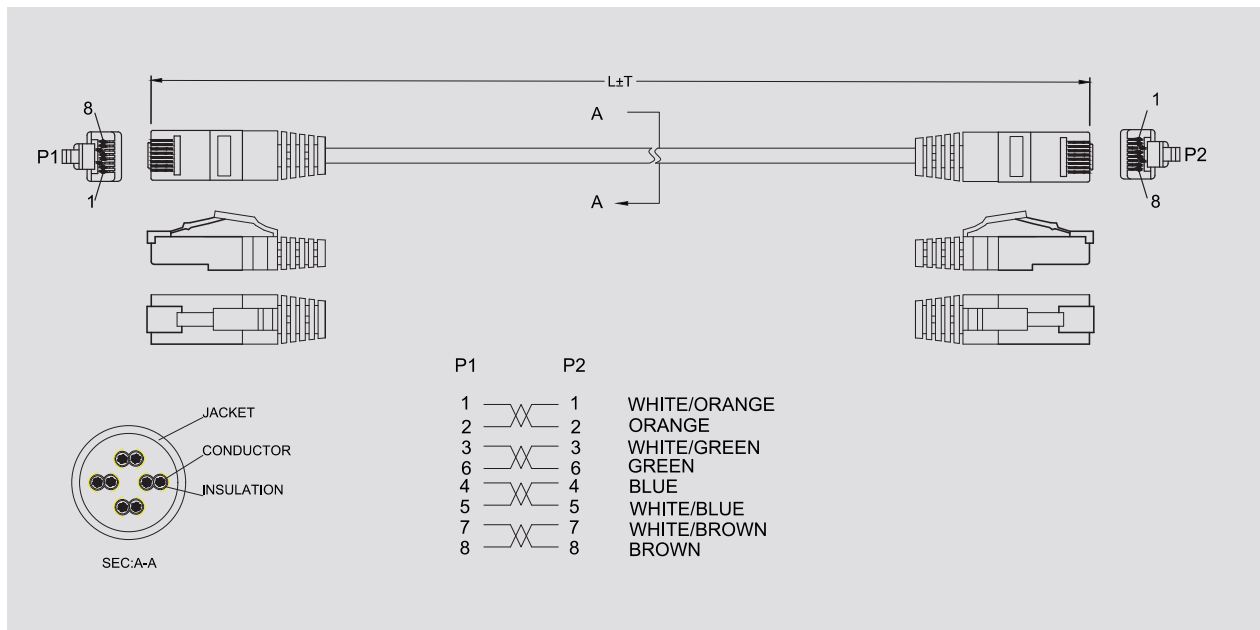 L±T
8
A
1
P1
P2
1
A
8
P1 P2
1 1 WHITE/ORANGE
2 2 ORANGE
3 3 WHITE/GREEN
6 6 GREEN
4 4 BLUE
5 5 WHITE/BLUE
7 7 WHITE/BROWN
8 8 BROWN
JACKET
CONDUCTOR
INSULATION
SEC:A-A